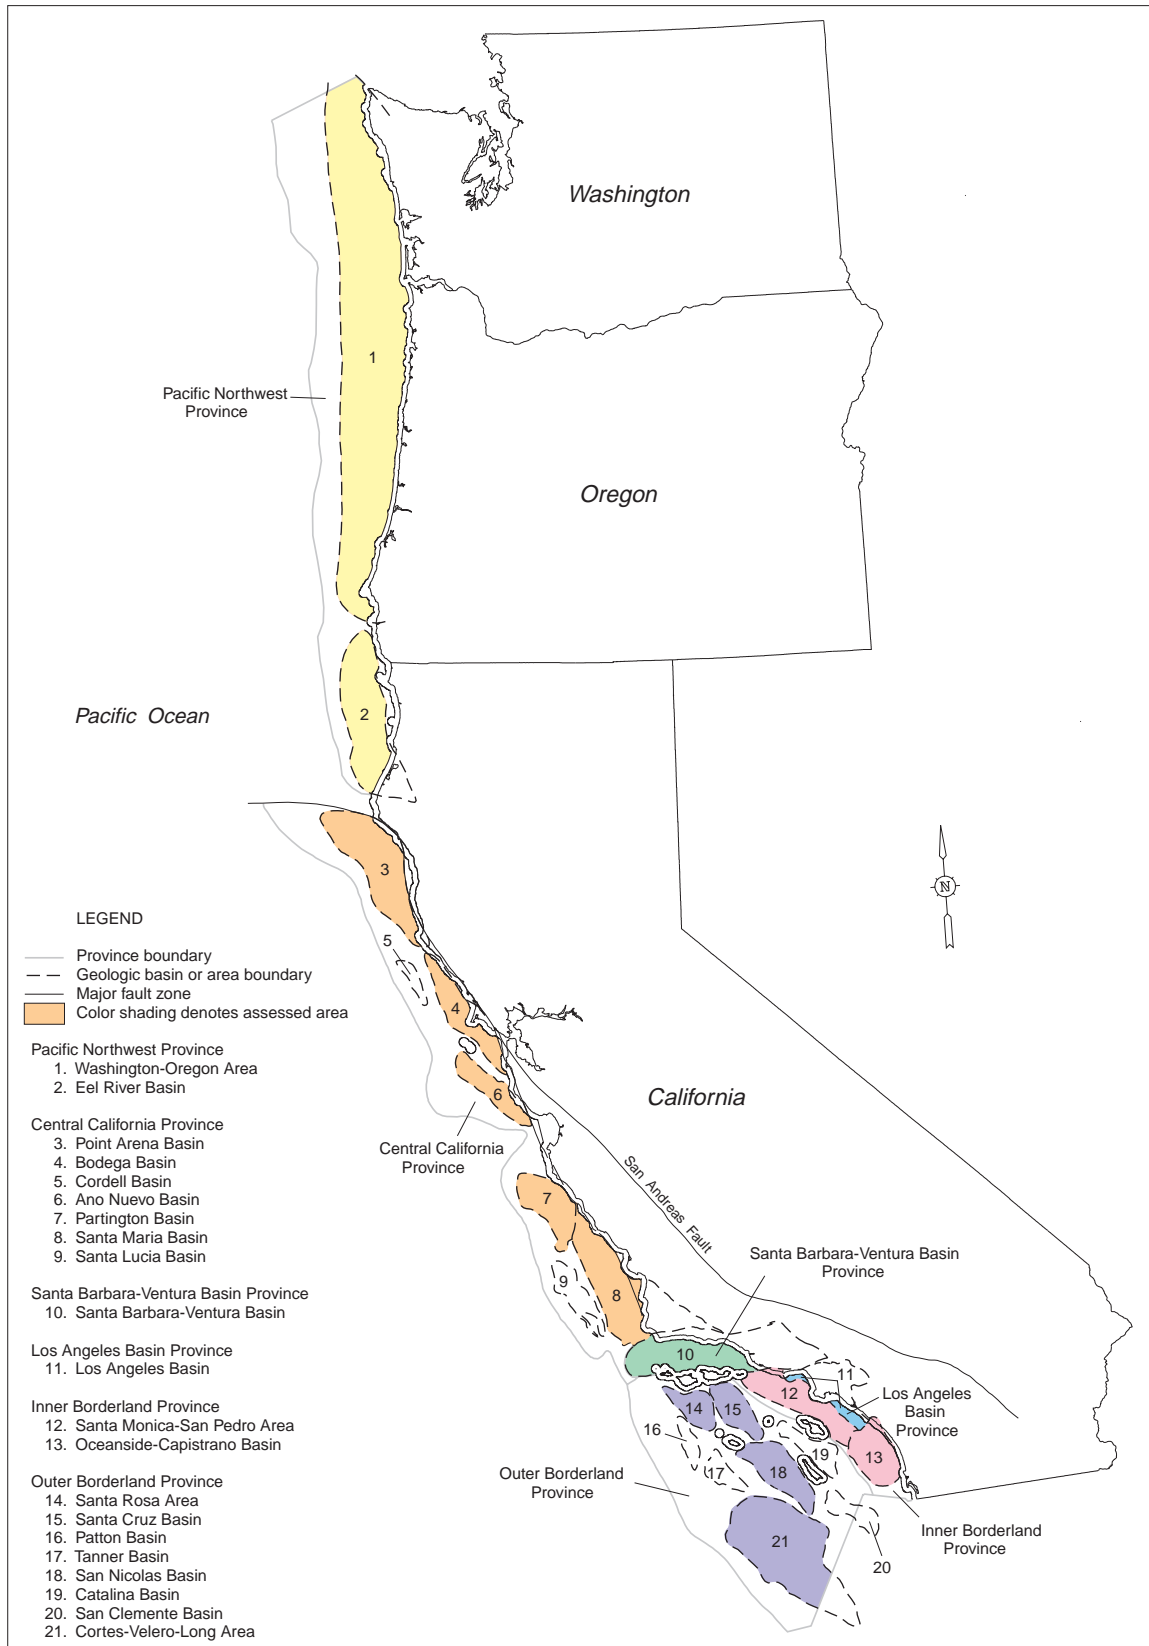 Washington
1
Pacific Northwest
Province
Oregon
2
Pacific Ocean
3
N
5
4
6
California
Central California
Province
San Andreas Fault
7
Santa Barbara-Ventura Basin
Province
9
8
10
11
12
Los Angeles
Basin
Province
14
15
16
19
13
17
18
Outer Borderland
Province
Inner Borderland
Province
21
20
LEGEND
Province boundary
Geologic basin or area boundary
Major fault zone
Color shading denotes assessed area
Pacific Northwest Province
1. Washington-Oregon Area
2. Eel River Basin
Central California Province
3. Point Arena Basin
4. Bodega Basin
5. Cordell Basin
6. Ano Nuevo Basin
7. Partington Basin
8. Santa Maria Basin
9. Santa Lucia Basin
Santa Barbara-Ventura Basin Province
10. Santa Barbara-Ventura Basin
Los Angeles Basin Province
11. Los Angeles Basin
Inner Borderland Province
12. Santa Monica-San Pedro Area
13. Oceanside-Capistrano Basin
Outer Borderland Province
14. Santa Rosa Area
15. Santa Cruz Basin
16. Patton Basin
17. Tanner Basin
18. San Nicolas Basin
19. Catalina Basin
20. San Clemente Basin
21. Cortes-Velero-Long Area